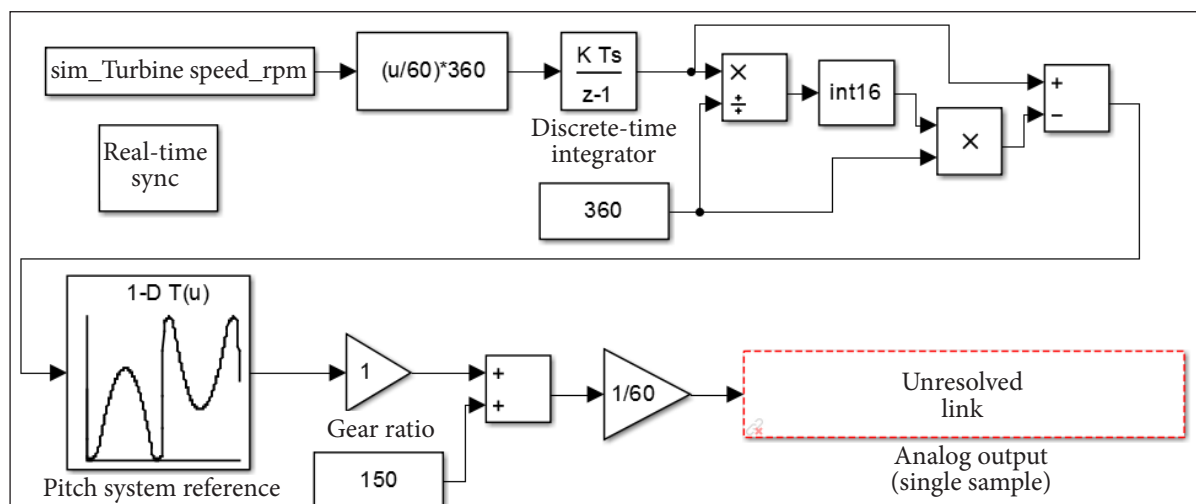 sim_Turbine speed_rpm
(u/60)*360
K Ts
z-1
Discrete-time
integrator
×
÷
int16
×
+
−
Real-time
sync
360
1-D T(u)
Pitch system reference
1
Gear ratio
+
+
150
1/60
Unresolved
link
Analog output
(single sample)